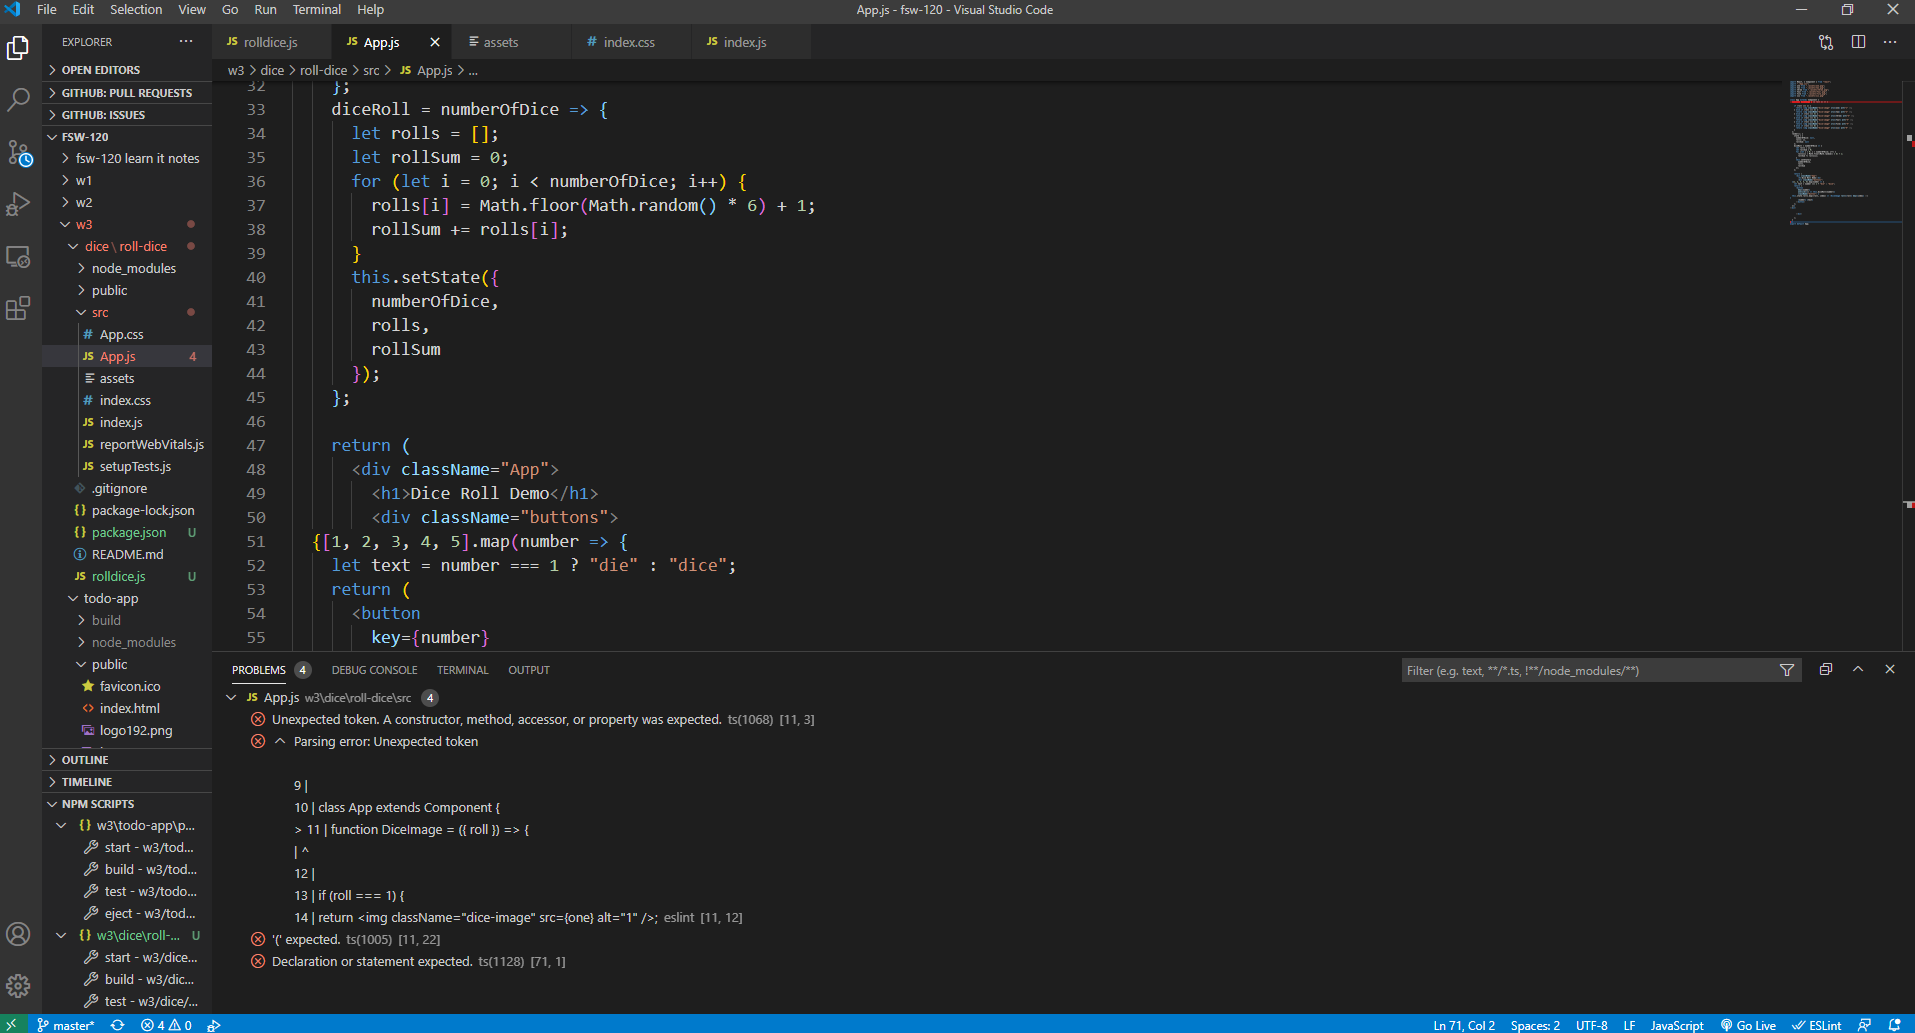 File Edit Selection View Go Run Terminal Help
App.js - fsw-120 - Visual Studio Code
EXPLORER ···
JS rolldice.js
JS App.js
assets
# index.css
JS index.js
w3 > dice > roll-dice > src > JS App.js > ...
OPEN EDITORS
GITHUB: PULL REQUESTS
GITHUB: ISSUES
FSW-120
fsw-120 learn it notes
w1
w2
w3
dice \ roll-dice
node_modules
public
src
# App.css
JS App.js 4
assets
# index.css
JS index.js
JS reportWebVitals.js
JS setupTests.js
.gitignore
{} package-lock.json
{} package.json U
README.md
JS rolldice.js U
todo-app
build
node_modules
public
favicon.ico
<> index.html
logo192.png
OUTLINE
TIMELINE
NPM SCRIPTS
{} w3\todo-app\p...
start - w3/tod...
build - w3/tod...
test - w3/todo...
eject - w3/tod...
{} w3\dice\roll-... U
start - w3/dice...
build - w3/dic...
test - w3/dice/...
32 };
33 diceRoll = numberOfDice => {
34 let rolls = [];
35 let rollSum = 0;
36 for (let i = 0; i < numberOfDice; i++) {
37 rolls[i] = Math.floor(Math.random() * 6) + 1;
38 rollSum += rolls[i];
39 }
40 this.setState({
41 numberOfDice,
42 rolls,
43 rollSum
44 });
45 };
46
47 return (
48 <div className="App">
49 <h1>Dice Roll Demo</h1>
50 <div className="buttons">
51 {[1, 2, 3, 4, 5].map(number => {
52 let text = number === 1 ? "die" : "dice";
53 return (
54 <button
55 key={number}
PROBLEMS 4 DEBUG CONSOLE TERMINAL OUTPUT
Filter (e.g. text, **/*.ts, !**/node_modules/**)
JS App.js w3\dice\roll-dice\src 4
Unexpected token. A constructor, method, accessor, or property was expected. ts(1068) [11, 3]
Parsing error: Unexpected token
9 |
10 | class App extends Component {
> 11 | function DiceImage = ({ roll }) => {
| ^
12 |
13 | if (roll === 1) {
14 | return <img className="dice-image" src={one} alt="1" />; eslint [11, 12]
'(' expected. ts(1005) [11, 22]
Declaration or statement expected. ts(1128) [71, 1]
master* 4 0
Ln 71, Col 2 Spaces: 2 UTF-8 LF JavaScript Go Live ESLint